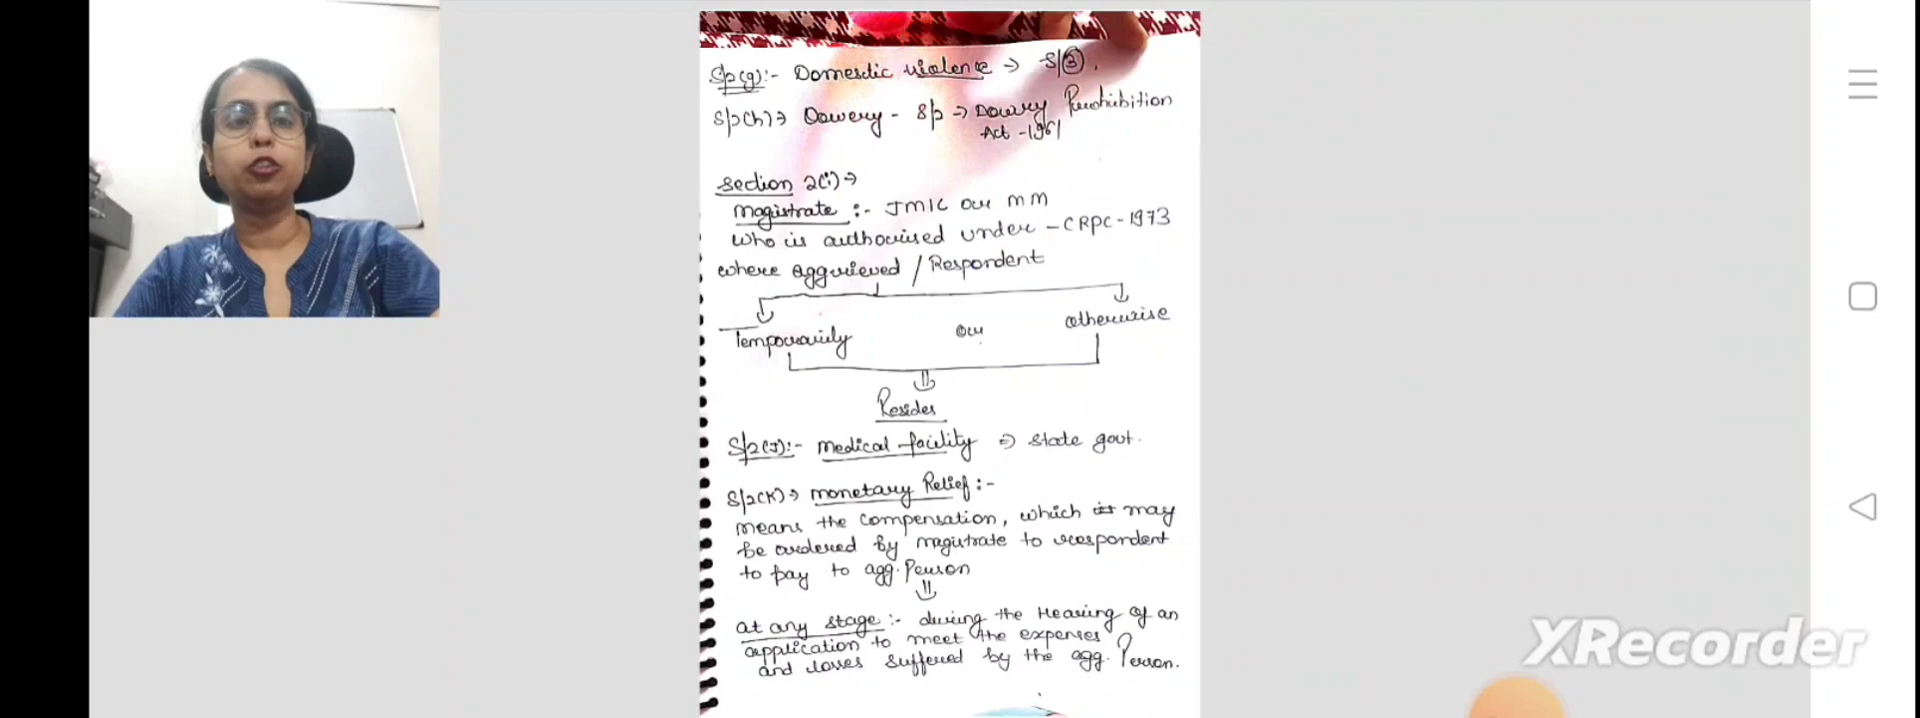 S/2(g):- Domestic violence → S/3.
S/2(h)→ Dowery - S/2 → Dowry Prohibition
Act -1961
Section 2(i)→
Magistrate :- JMIC or MM
who is authorised under - CRPC-1973
where aggrieved / Respondent
Temporarily or otherwise
Resides
S/2(J):- Medical facility ⇒ state govt.
S/2(K)→ Monetary Relief :-
means the compensation, which may
be ordered by magistrate to respondent
to pay to agg. Person
at any stage :- during the Hearing of an
application to meet the expenses
and losses suffered by the agg. Person.
XRecorder